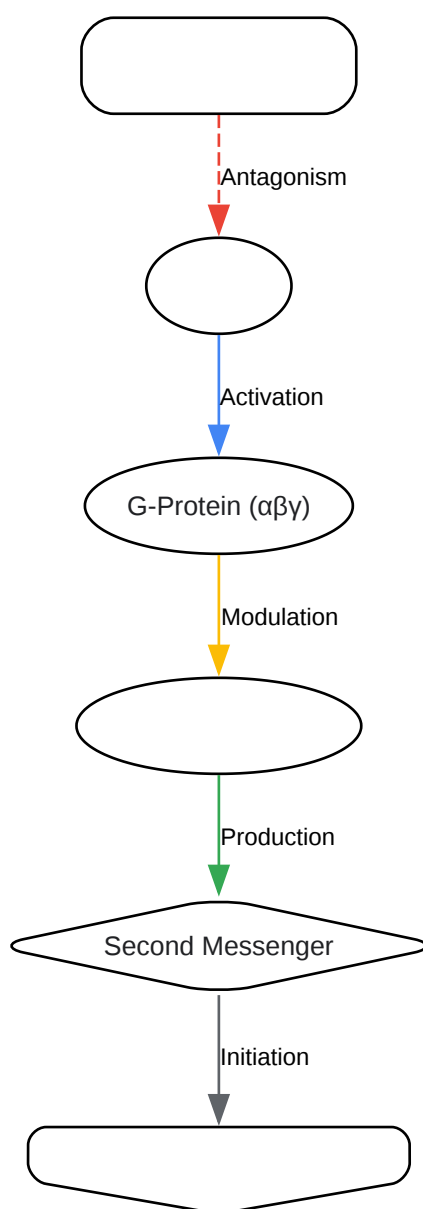 Antagonism
Activation
G-Protein (αβγ)
Modulation
Production
Second Messenger
Initiation